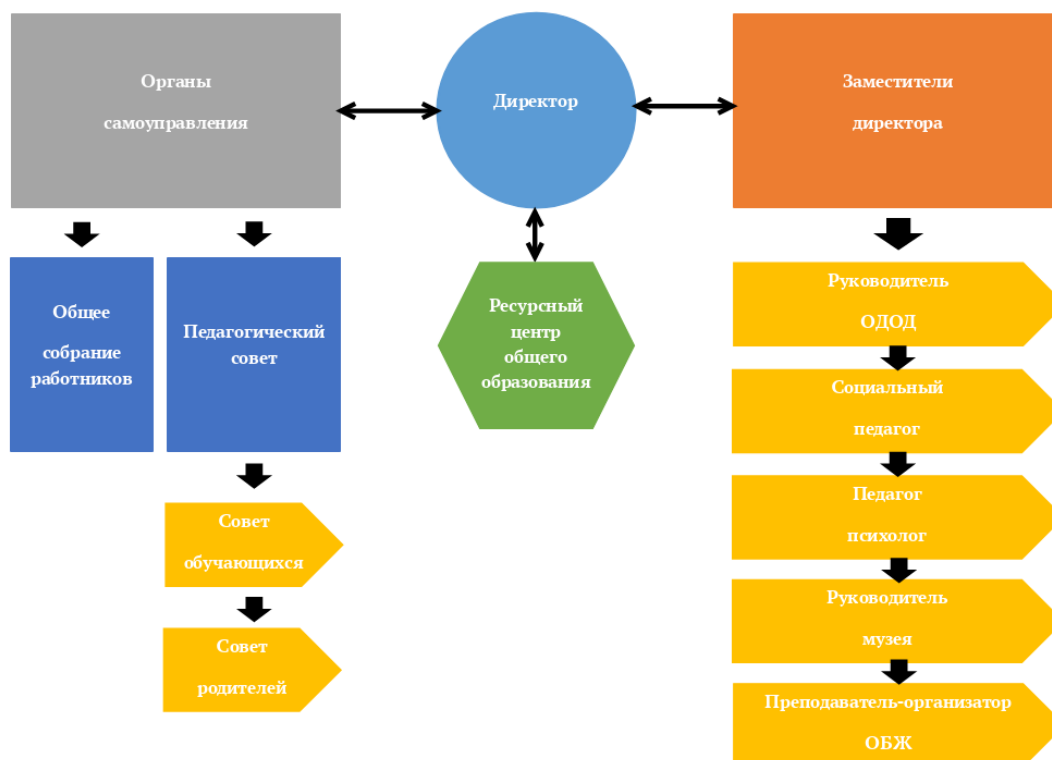 Органы
самоуправления
Директор
Заместители
директора
Общее
собрание
работников
Педагогический
совет
Ресурсный
центр
общего
образования
Руководитель
ОДОД
Социальный
педагог
Педагог
психолог
Совет
обучающихся
Руководитель
музея
Совет
родителей
Преподаватель-организатор
ОБЖ